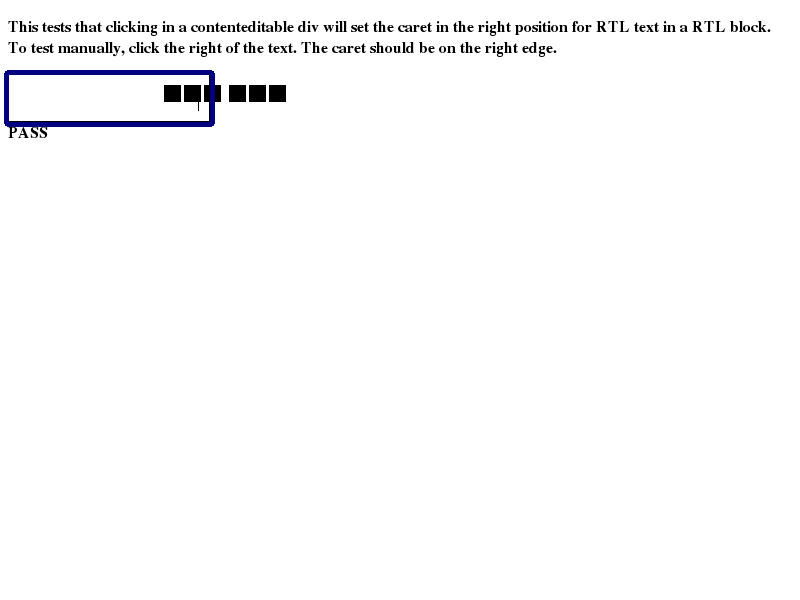 This tests that clicking in a contenteditable div will set the caret in the right position for RTL text in a RTL block.
To test manually, click the right of the text. The caret should be on the right edge.
PASS